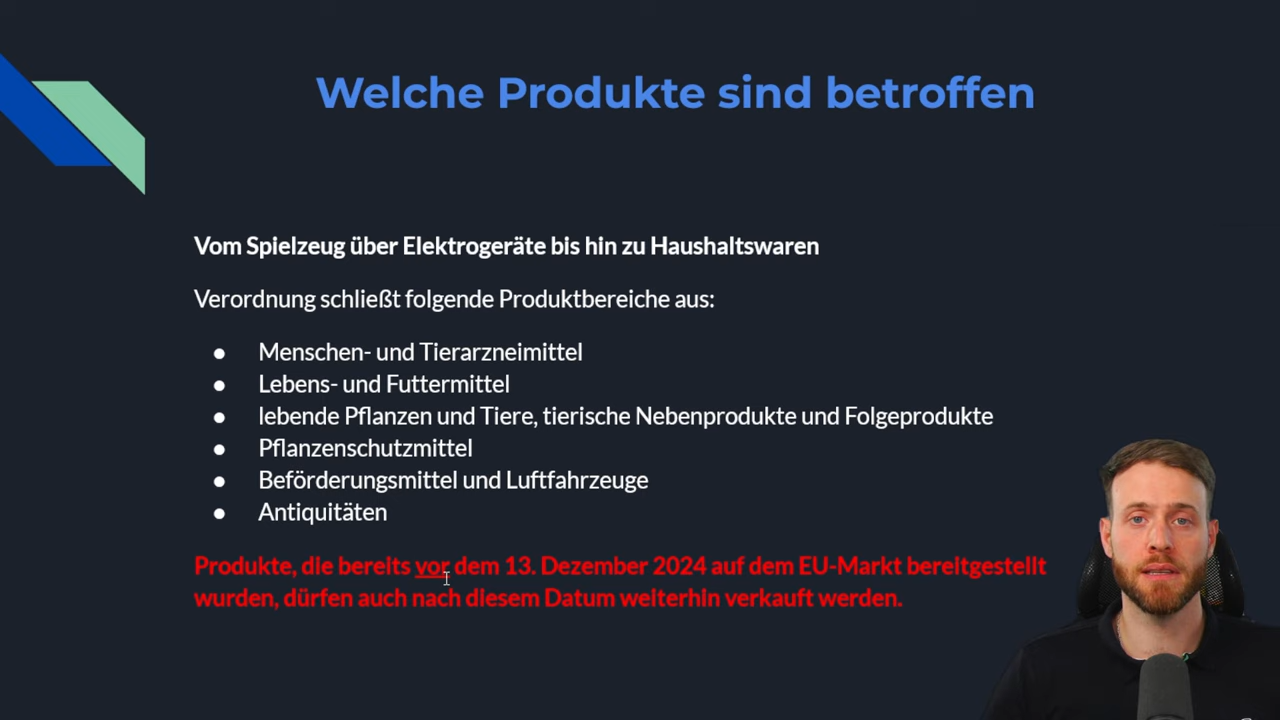 Welche Produkte sind betroffen
Vom Spielzeug über Elektrogeräte bis hin zu Haushaltswaren
Verordnung schließt folgende Produktbereiche aus:
● Menschen- und Tierarzneimittel
● Lebens- und Futtermittel
● lebende Pflanzen und Tiere, tierische Nebenprodukte und Folgeprodukte
● Pflanzenschutzmittel
● Beförderungsmittel und Luftfahrzeuge
● Antiquitäten
Produkte, die bereits vor dem 13. Dezember 2024 auf dem EU-Markt bereitgestellt
wurden, dürfen auch nach diesem Datum weiterhin verkauft werden.